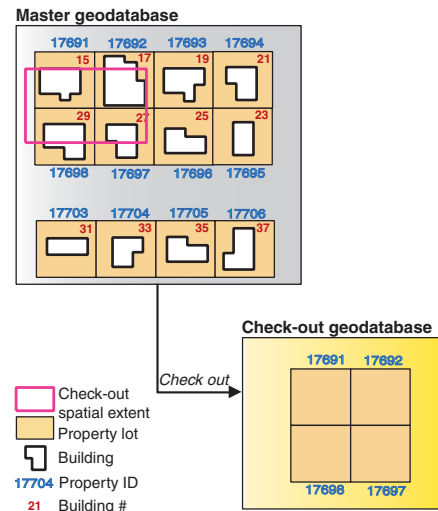 Master geodatabase
17691 17692 17693 17694
15 17 19 21
29 27 25 23
17698 17697 17696 17695
17703 17704 17705 17706
31 33 35 37
Check-out geodatabase
Check out
17691 17692
17698 17697
Check-out
spatial extent
Property lot
Building
17704 Property ID
21 Building #